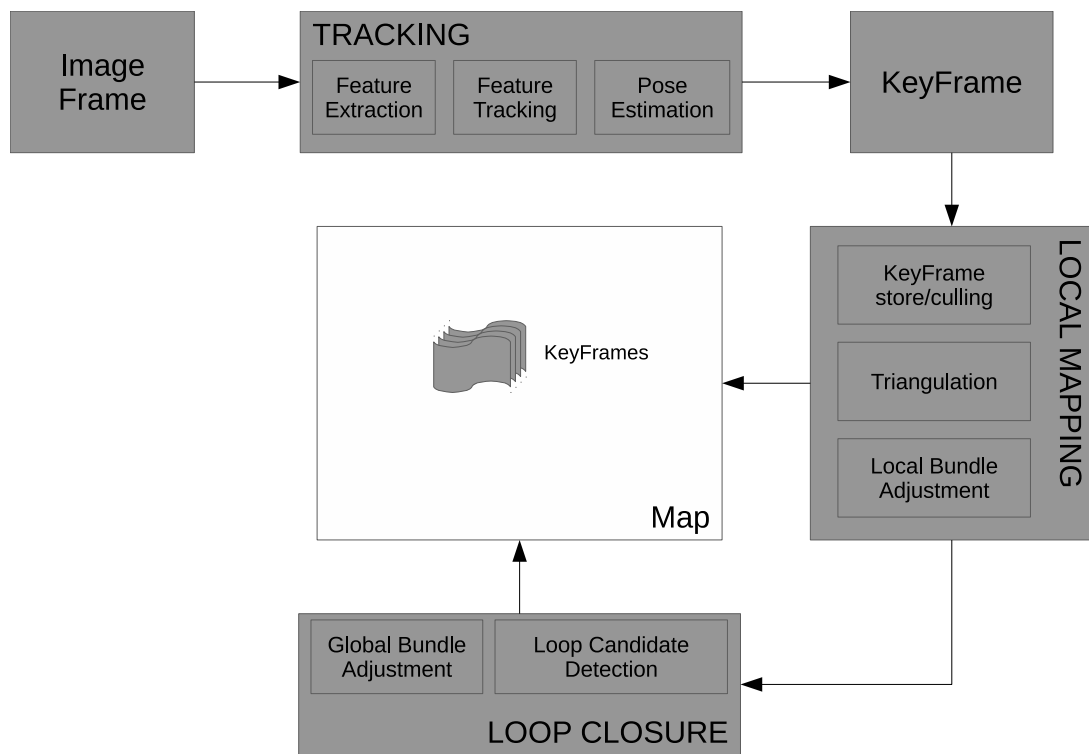 Image
Frame
TRACKING
Feature
Extraction
Feature
Tracking
Pose
Estimation
KeyFrame
LOCAL MAPPING
KeyFrame
store/culling
Triangulation
Local Bundle
Adjustment
KeyFrames
Map
Global Bundle
Adjustment
Loop Candidate
Detection
LOOP CLOSURE